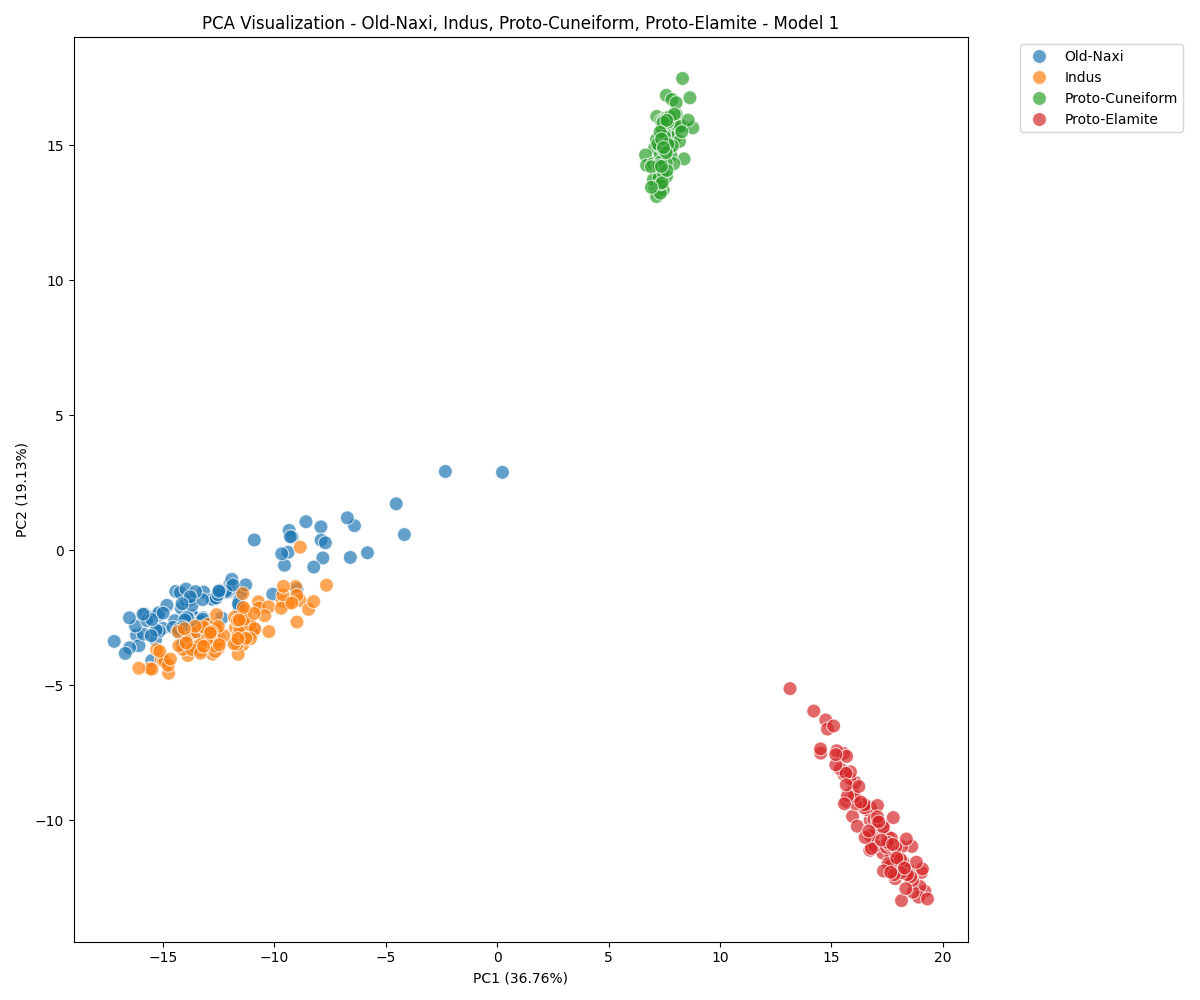 PCA Visualization - Old-Naxi, Indus, Proto-Cuneiform, Proto-Elamite - Model 1
Old-Naxi
Indus
Proto-Cuneiform
Proto-Elamite
15
10
5
0
−5
−10
PC2 (19.13%)
−15
−10
−5
0
5
10
15
20
PC1 (36.76%)